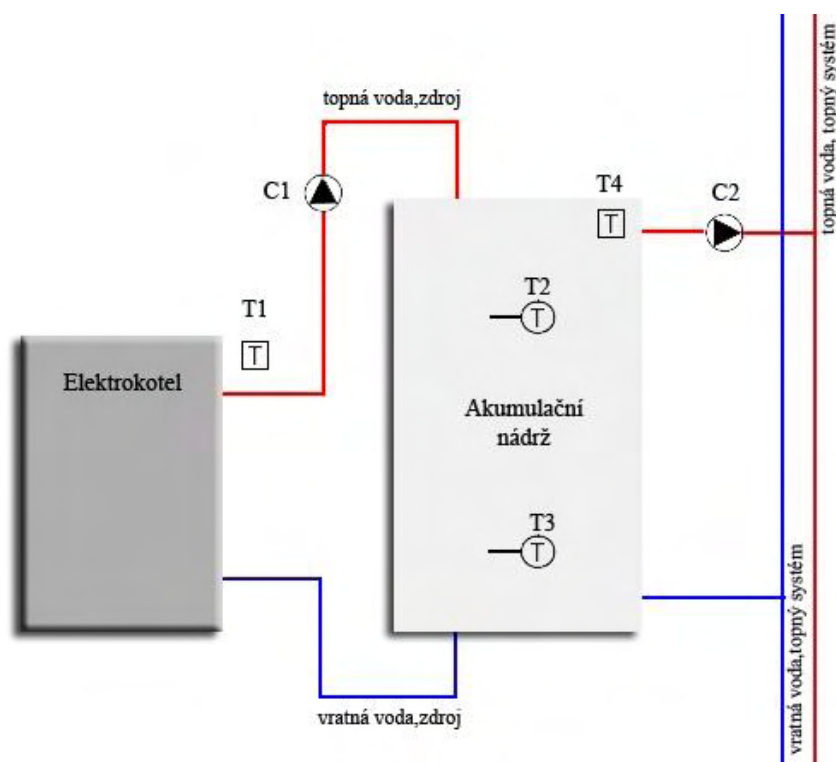 topná voda,zdroj
topná voda, topný systém
C1
T4
C2
T
T1
T
T2
T
Elektrokotel
Akumulační
nádrž
T3
T
vratná voda,topný systém
vratná voda,zdroj